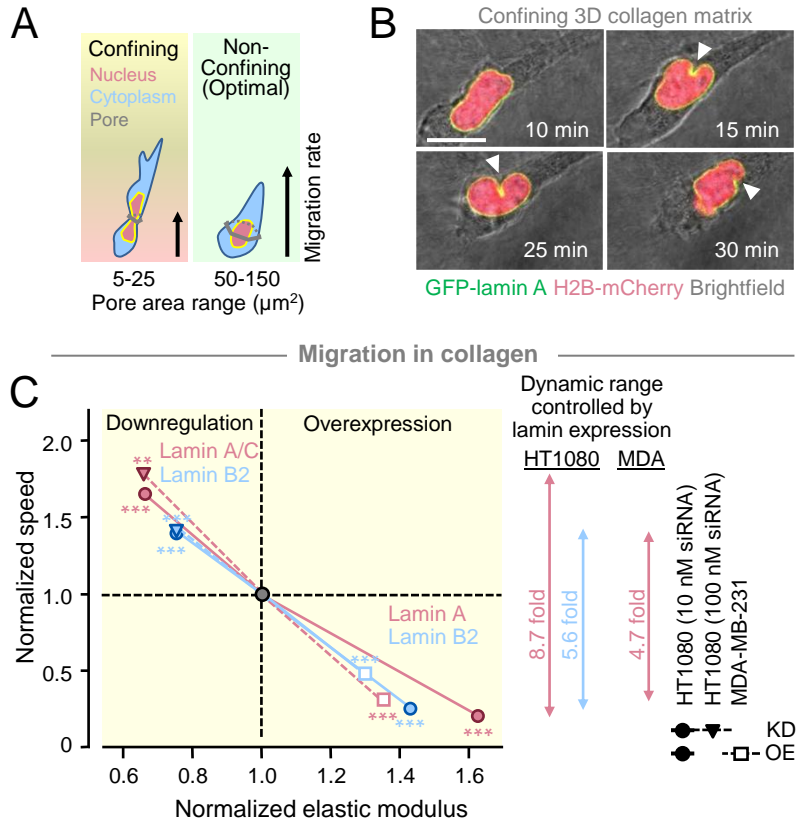 A
Confining
Nucleus
Cytoplasm
Pore
Non-
Confining
(Optimal)
Migration rate
5-25
50-150
Pore area range (µm²)
B
Confining 3D collagen matrix
10 min
15 min
25 min
30 min
GFP-lamin A H2B-mCherry Brightfield
Migration in collagen
C
Downregulation
Overexpression
Lamin A/C
Lamin B2
Lamin A
Lamin B2
**
***
***
***
***
***
***
***
Normalized speed
2.0
1.5
1.0
0.5
0
0.6 0.8 1.0 1.2 1.4 1.6
Normalized elastic modulus
Dynamic range
controlled by
lamin expression
HT1080 MDA
8.7 fold
5.6 fold
4.7 fold
HT1080 (10 nM siRNA)
HT1080 (100 nM siRNA)
MDA-MB-231
KD
OE